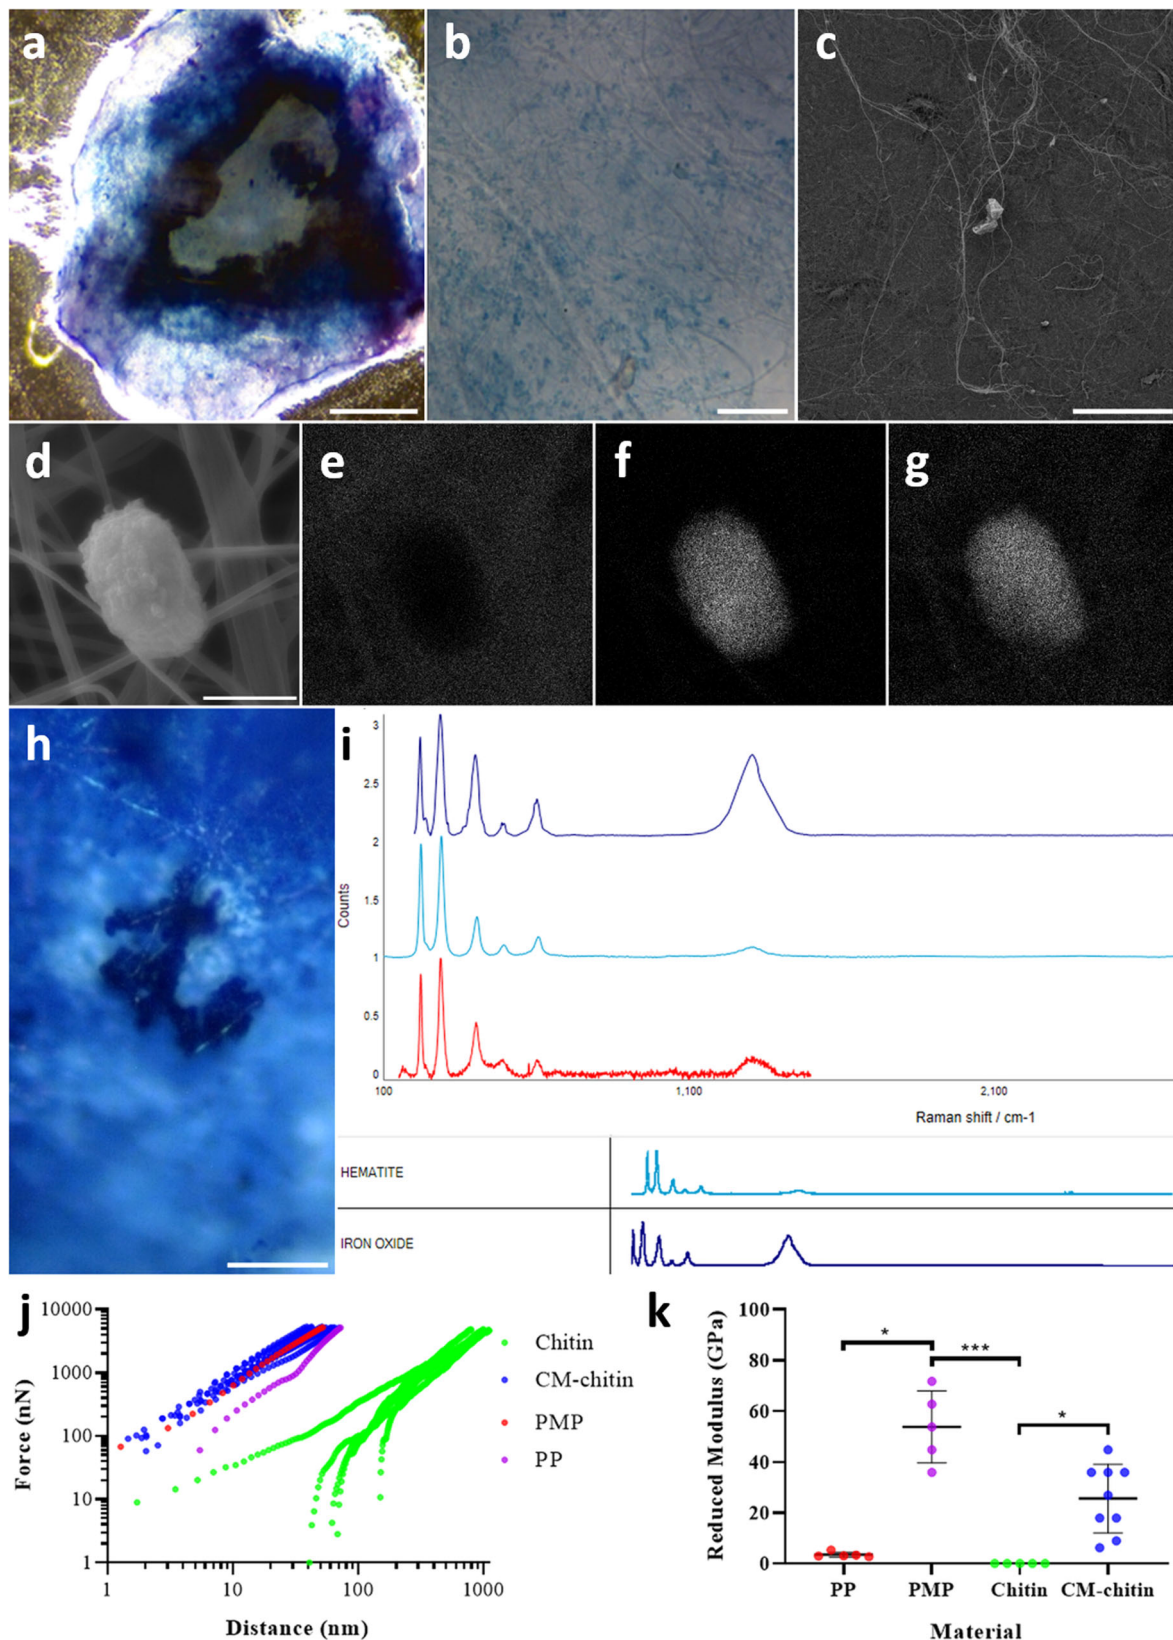 a
b
c
d
e
f
g
h
i
3
2.5
2
1.5
1
0.5
0
Counts
100
1,100
2,100
Raman shift / cm-1
HEMATITE
IRON OXIDE
j
10000
1000
100
10
1
Force (nN)
1
10
100
1000
Distance (nm)
Chitin
CM-chitin
PMP
PP
k
100
80
60
40
20
0
Reduced Modulus (GPa)
*
***
*
PP
PMP
Chitin
CM-chitin
Material